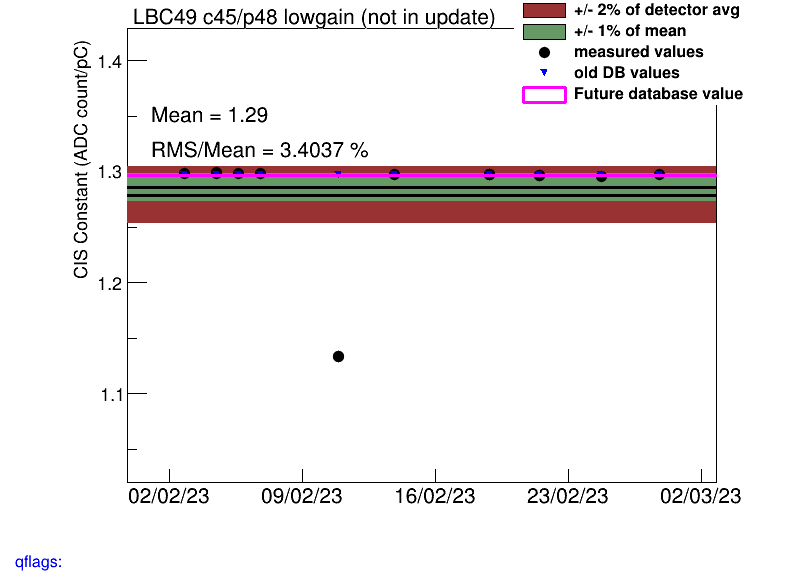 LBC49 c45/p48 lowgain (not in update)
+/- 2% of detector avg
+/- 1% of mean
measured values
old DB values
Future database value
Mean = 1.29
RMS/Mean = 3.4037 %
CIS Constant (ADC count/pC)
1.4
1.3
1.2
1.1
02/02/23 09/02/23 16/02/23 23/02/23 02/03/23
qflags: